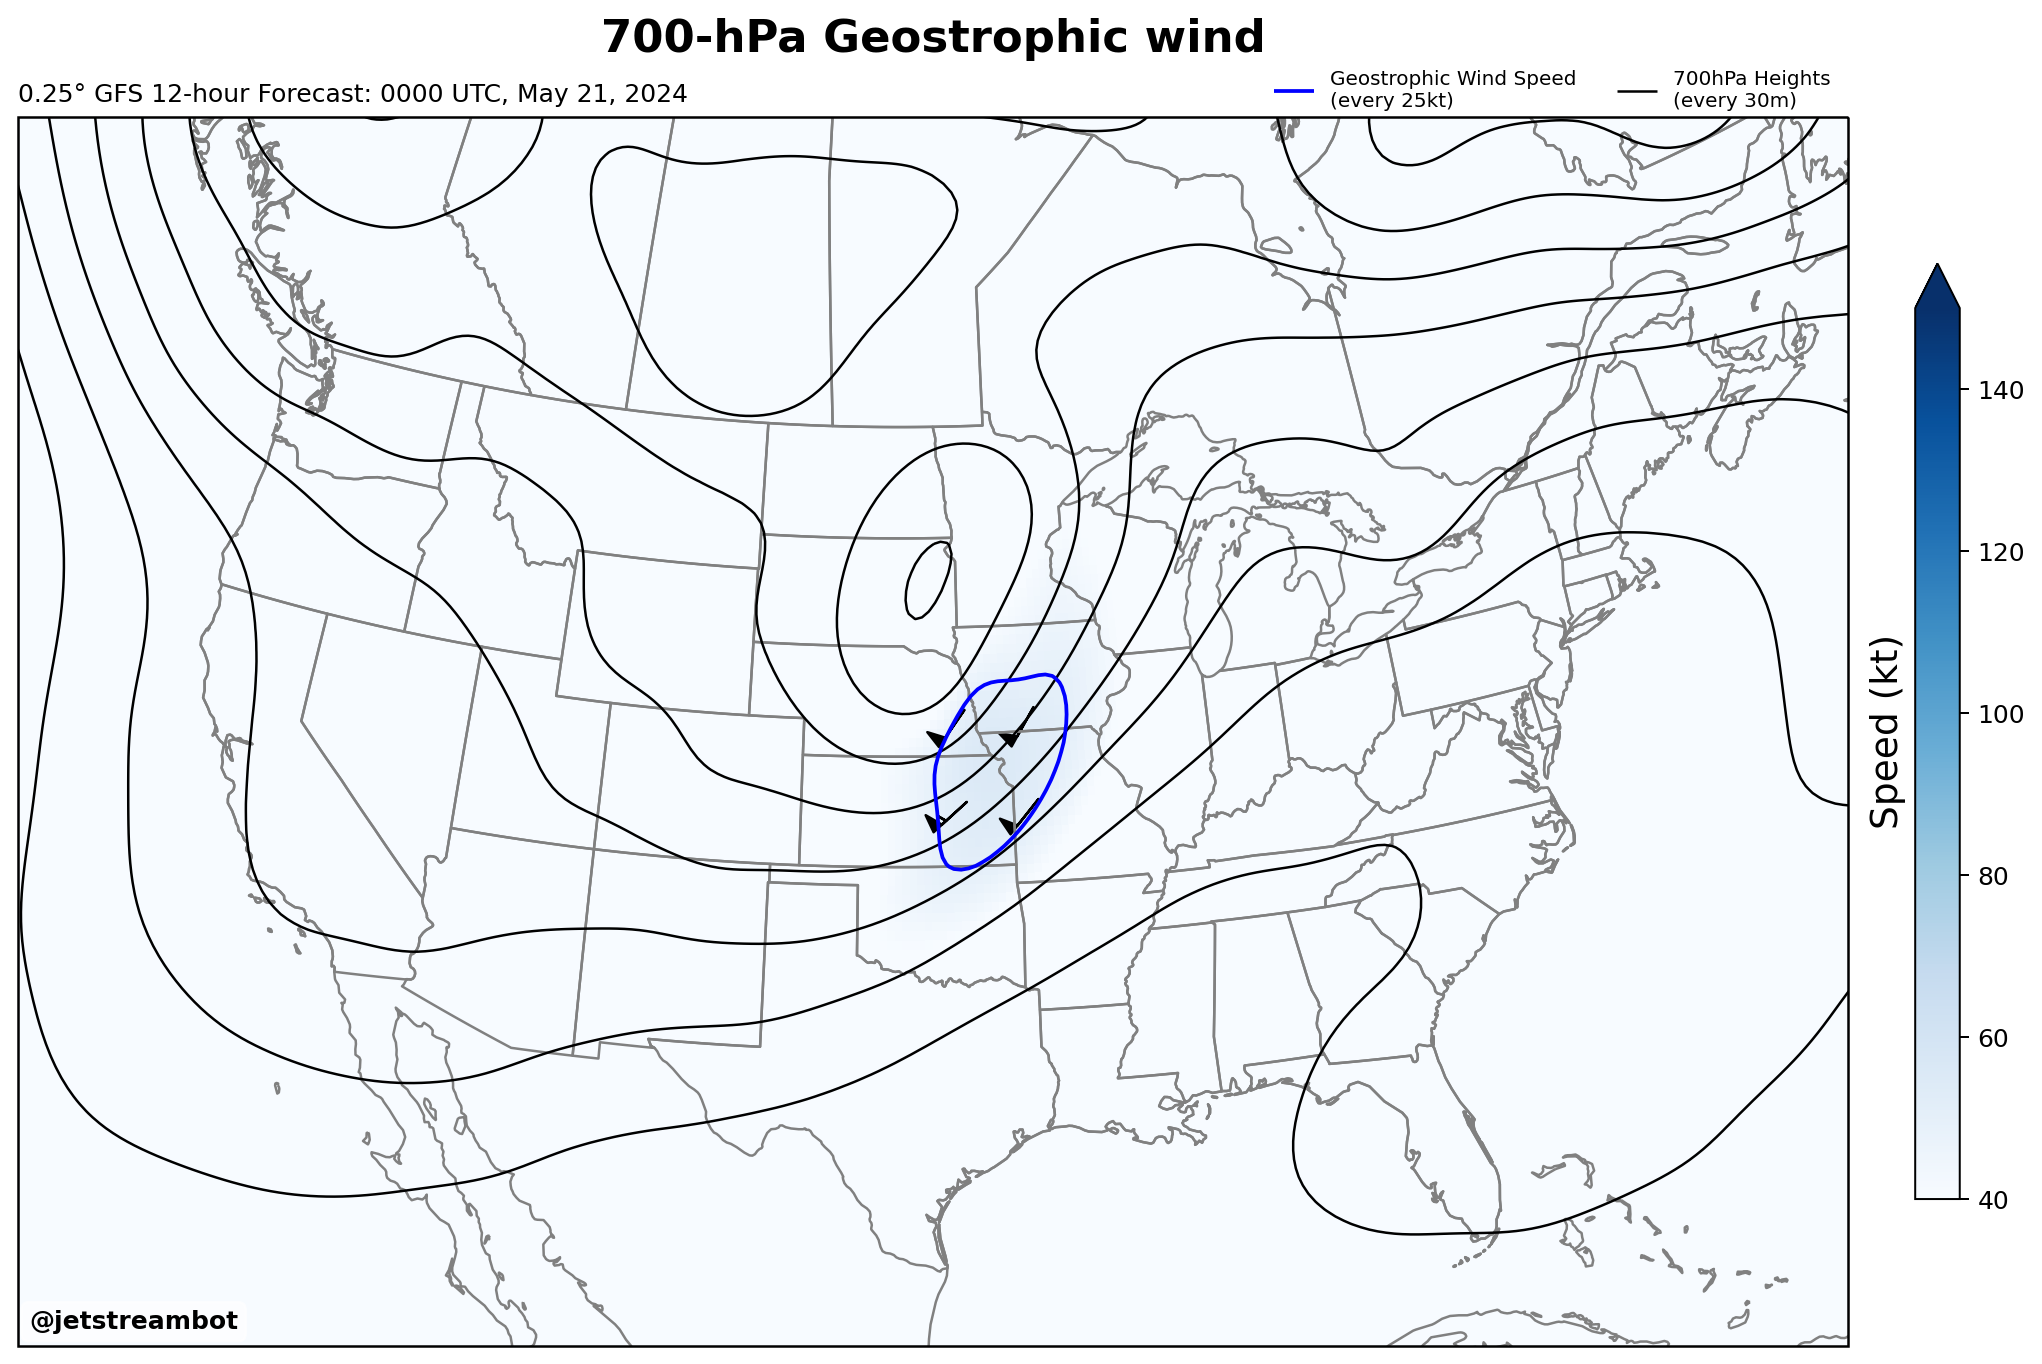 700-hPa Geostrophic wind
0.25° GFS 12-hour Forecast: 0000 UTC, May 21, 2024
Geostrophic Wind Speed
(every 25kt)
700hPa Heights
(every 30m)
140
120
100
80
60
40
Speed (kt)
@jetstreambot